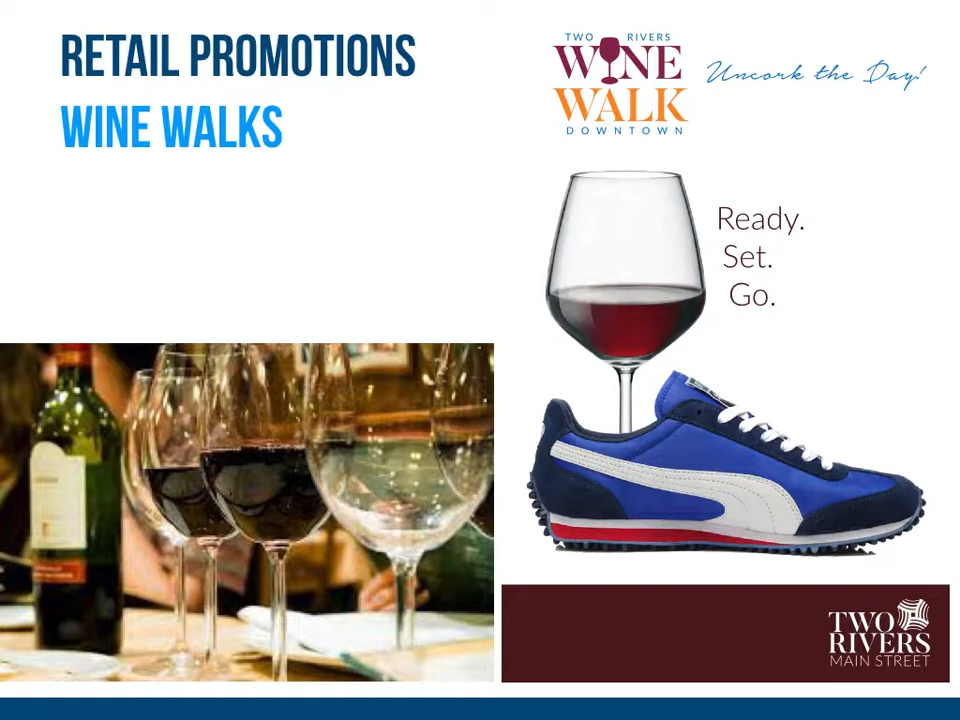 RETAIL PROMOTIONS
WINE WALKS
TWO RIVERS
WINE
WALK
DOWNTOWN
Uncork the Day!
Ready.
Set.
Go.
TWO
RIVERS
MAIN STREET